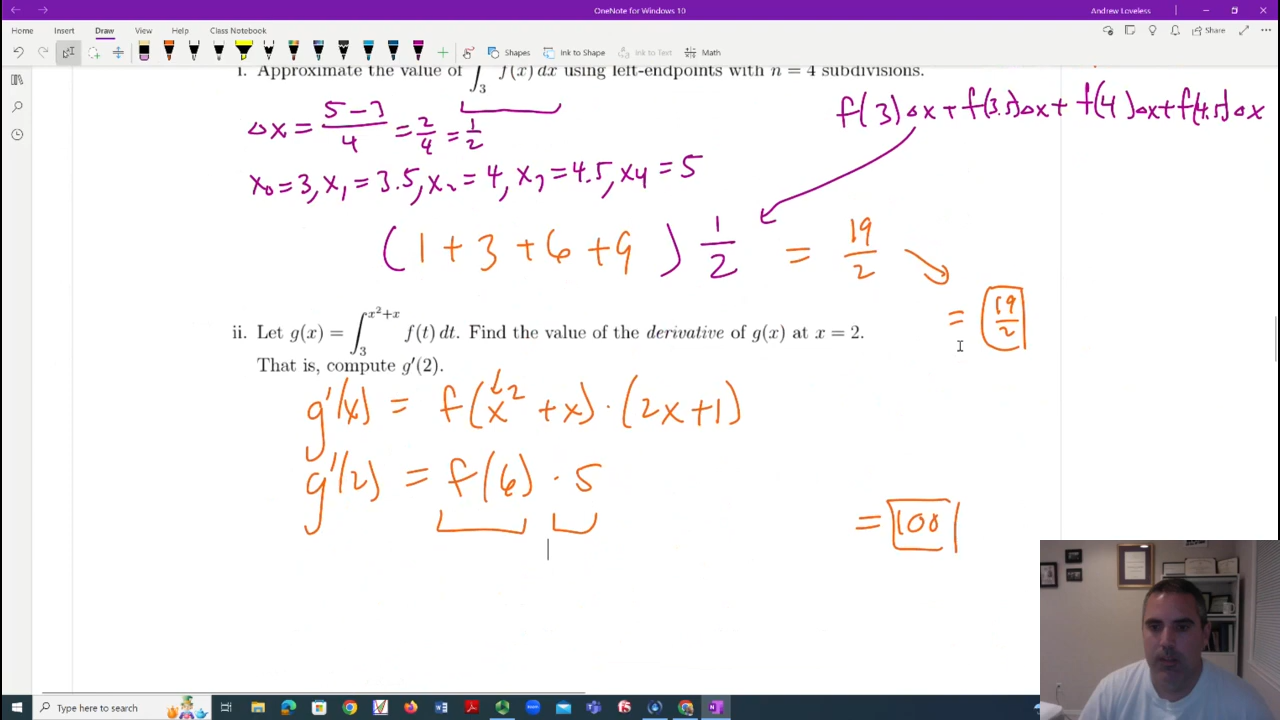 OneNote for Windows 10
Andrew Loveless
Home Insert Draw View Help Class Notebook
Shapes Ink to Shape Ink to Text Math Share
i. Approximate the value of ∫₃ f(x) dx using left-endpoints with n = 4 subdivisions.
f(3)Δx + f(3.5)Δx + f(4)Δx + f(4.5)Δx
Δx = (5-3)/4 = 2/4 = 1/2
x₀ = 3, x₁ = 3.5, x₂ = 4, x₃ = 4.5, x₄ = 5
(1 + 3 + 6 + 9) 1/2 = 19/2
= 19/2
ii. Let g(x) = ∫₃^{x²+x} f(t) dt. Find the value of the derivative of g(x) at x = 2.
That is, compute g′(2).
g'(x) = f(x² + x) · (2x+1)
g'(2) = f(6) · 5
= 100
Type here to search